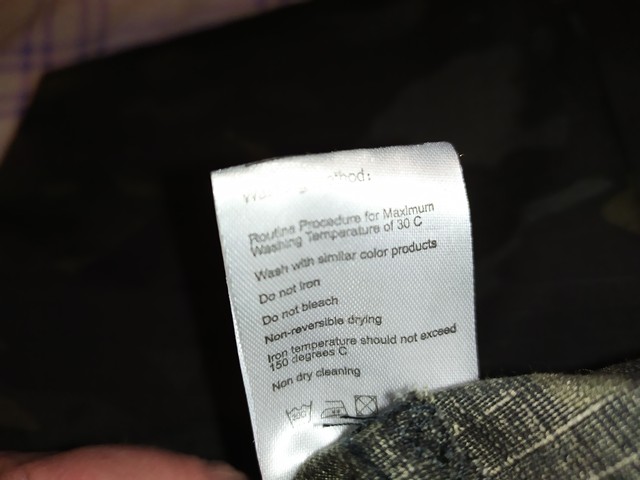 Routine Procedure for Maximum
Washing Temperature of 30 C
Wash with similar color products
Do not Iron
Do not bleach
Non-reversible drying
Iron temperature should not exceed
150 degrees C
Non dry cleaning